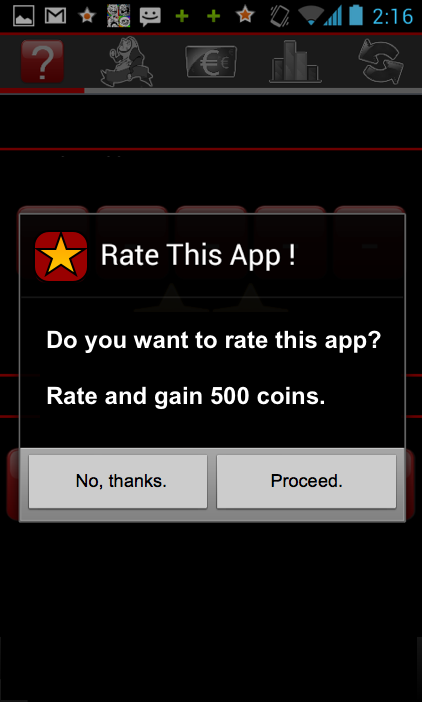 2:16
?
€€
Rate This App !
Do you want to rate this app?
Rate and gain 500 coins.
No, thanks.
Proceed.